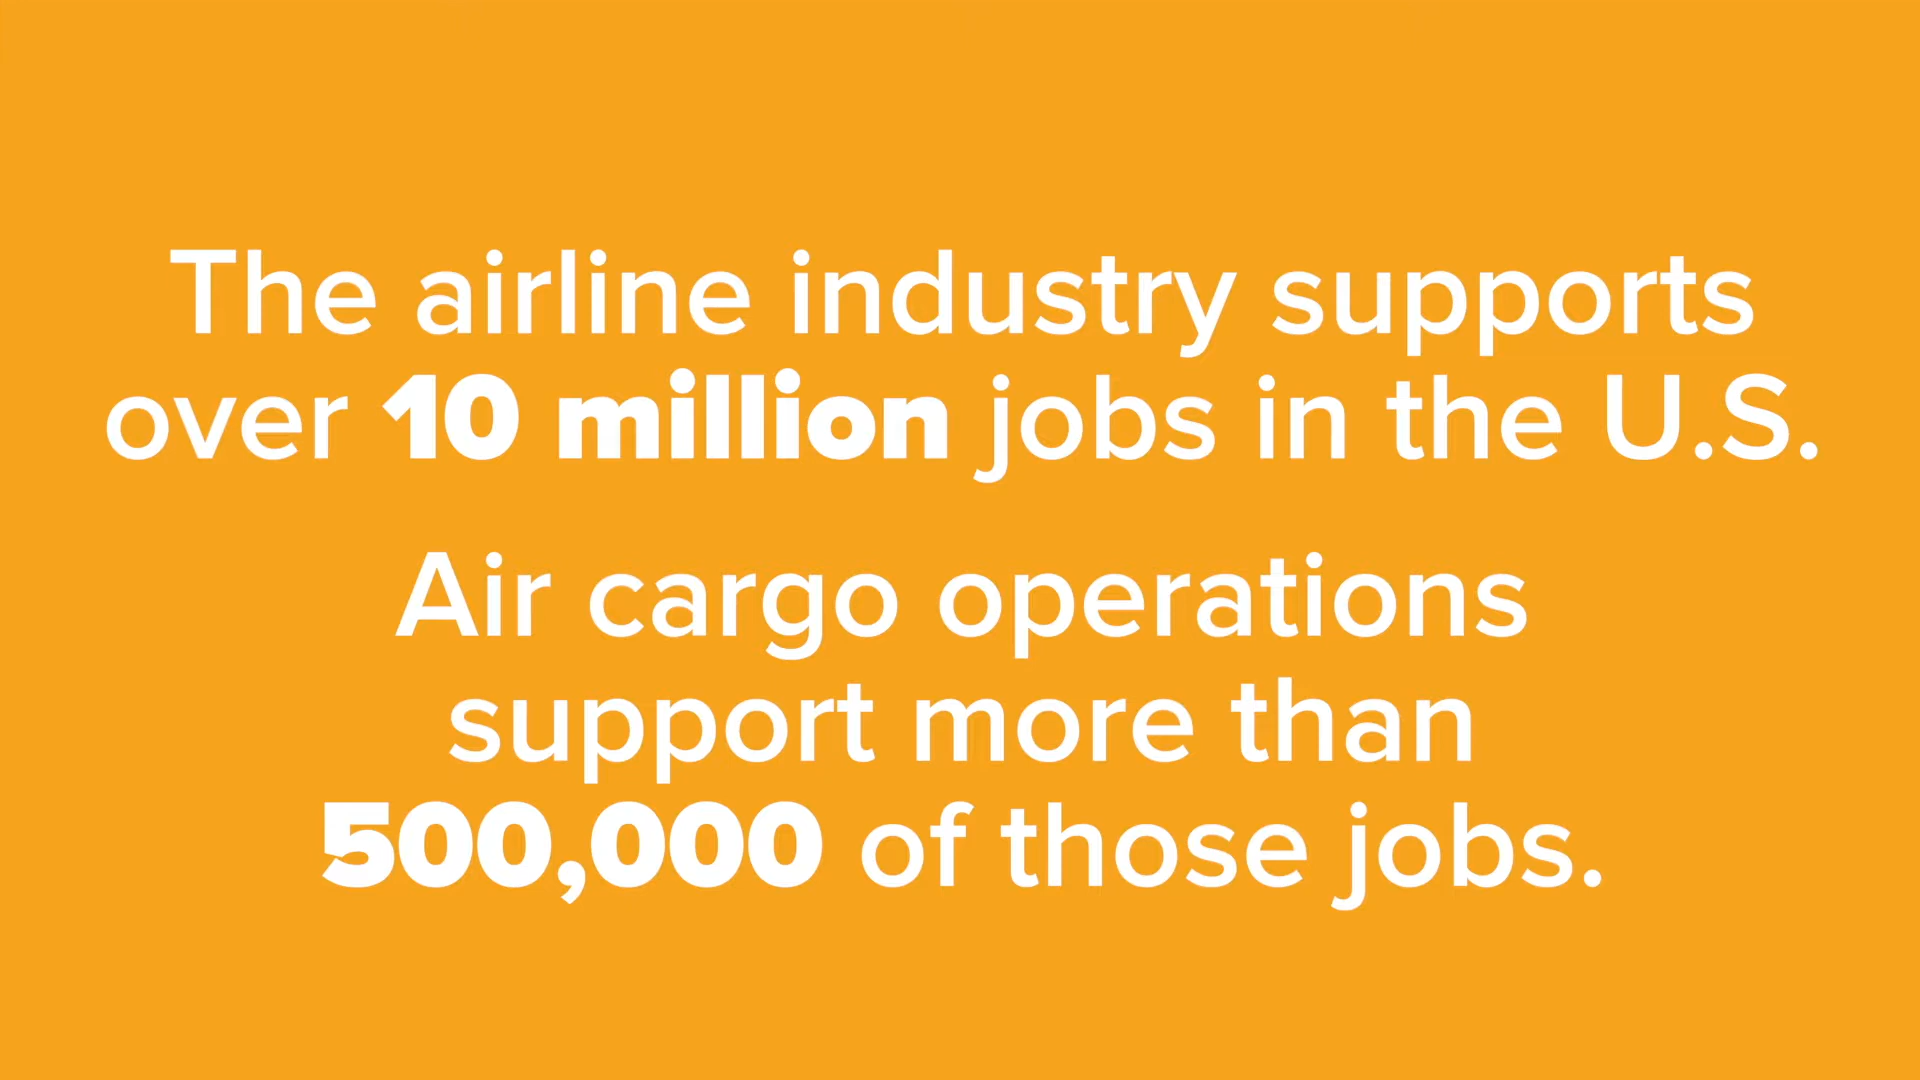 The airline industry supports
over 10 million jobs in the U.S.
Air cargo operations
support more than
500,000 of those jobs.